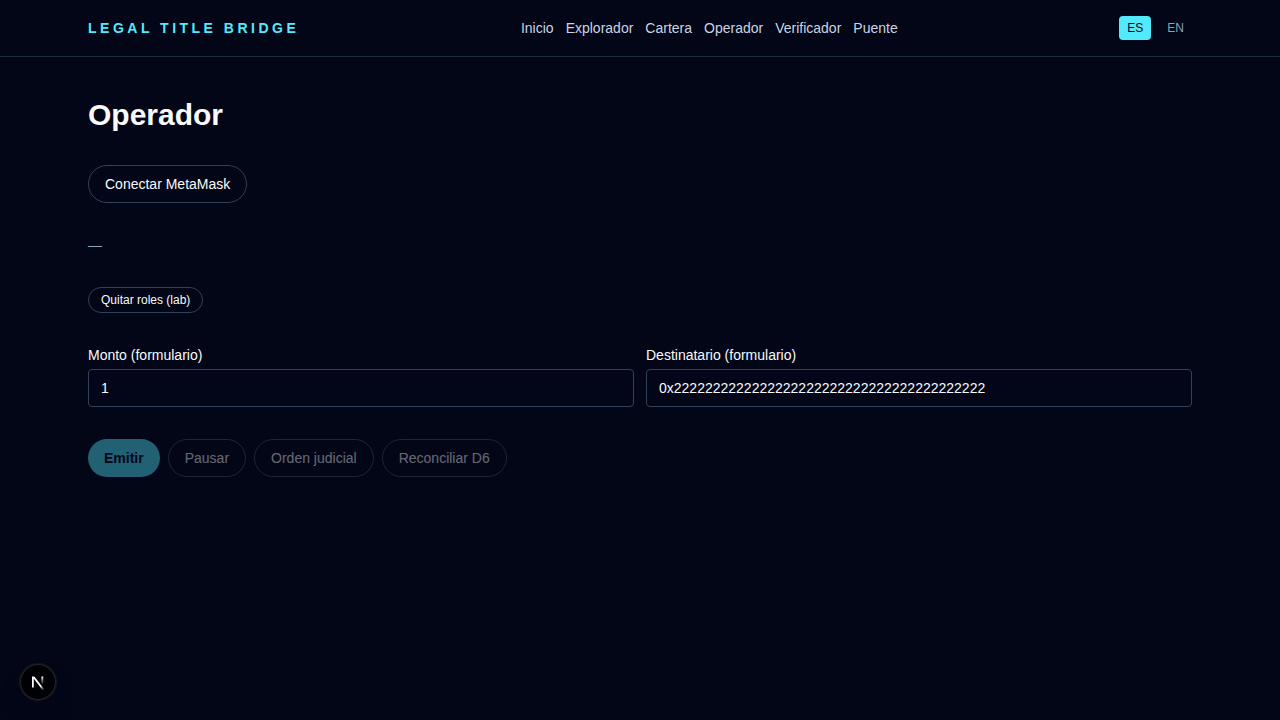 LEGAL TITLE BRIDGE
Inicio Explorador Cartera Operador Verificador Puente
ES EN
Operador
Conectar MetaMask
—
Quitar roles (lab)
Monto (formulario)
Destinatario (formulario)
1
0x2222222222222222222222222222222222222222
Emitir Pausar Orden judicial Reconciliar D6
N